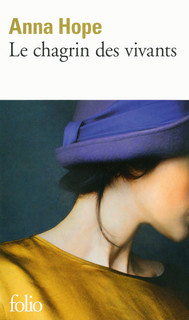 Anna Hope
Le chagrin des vivants
folio